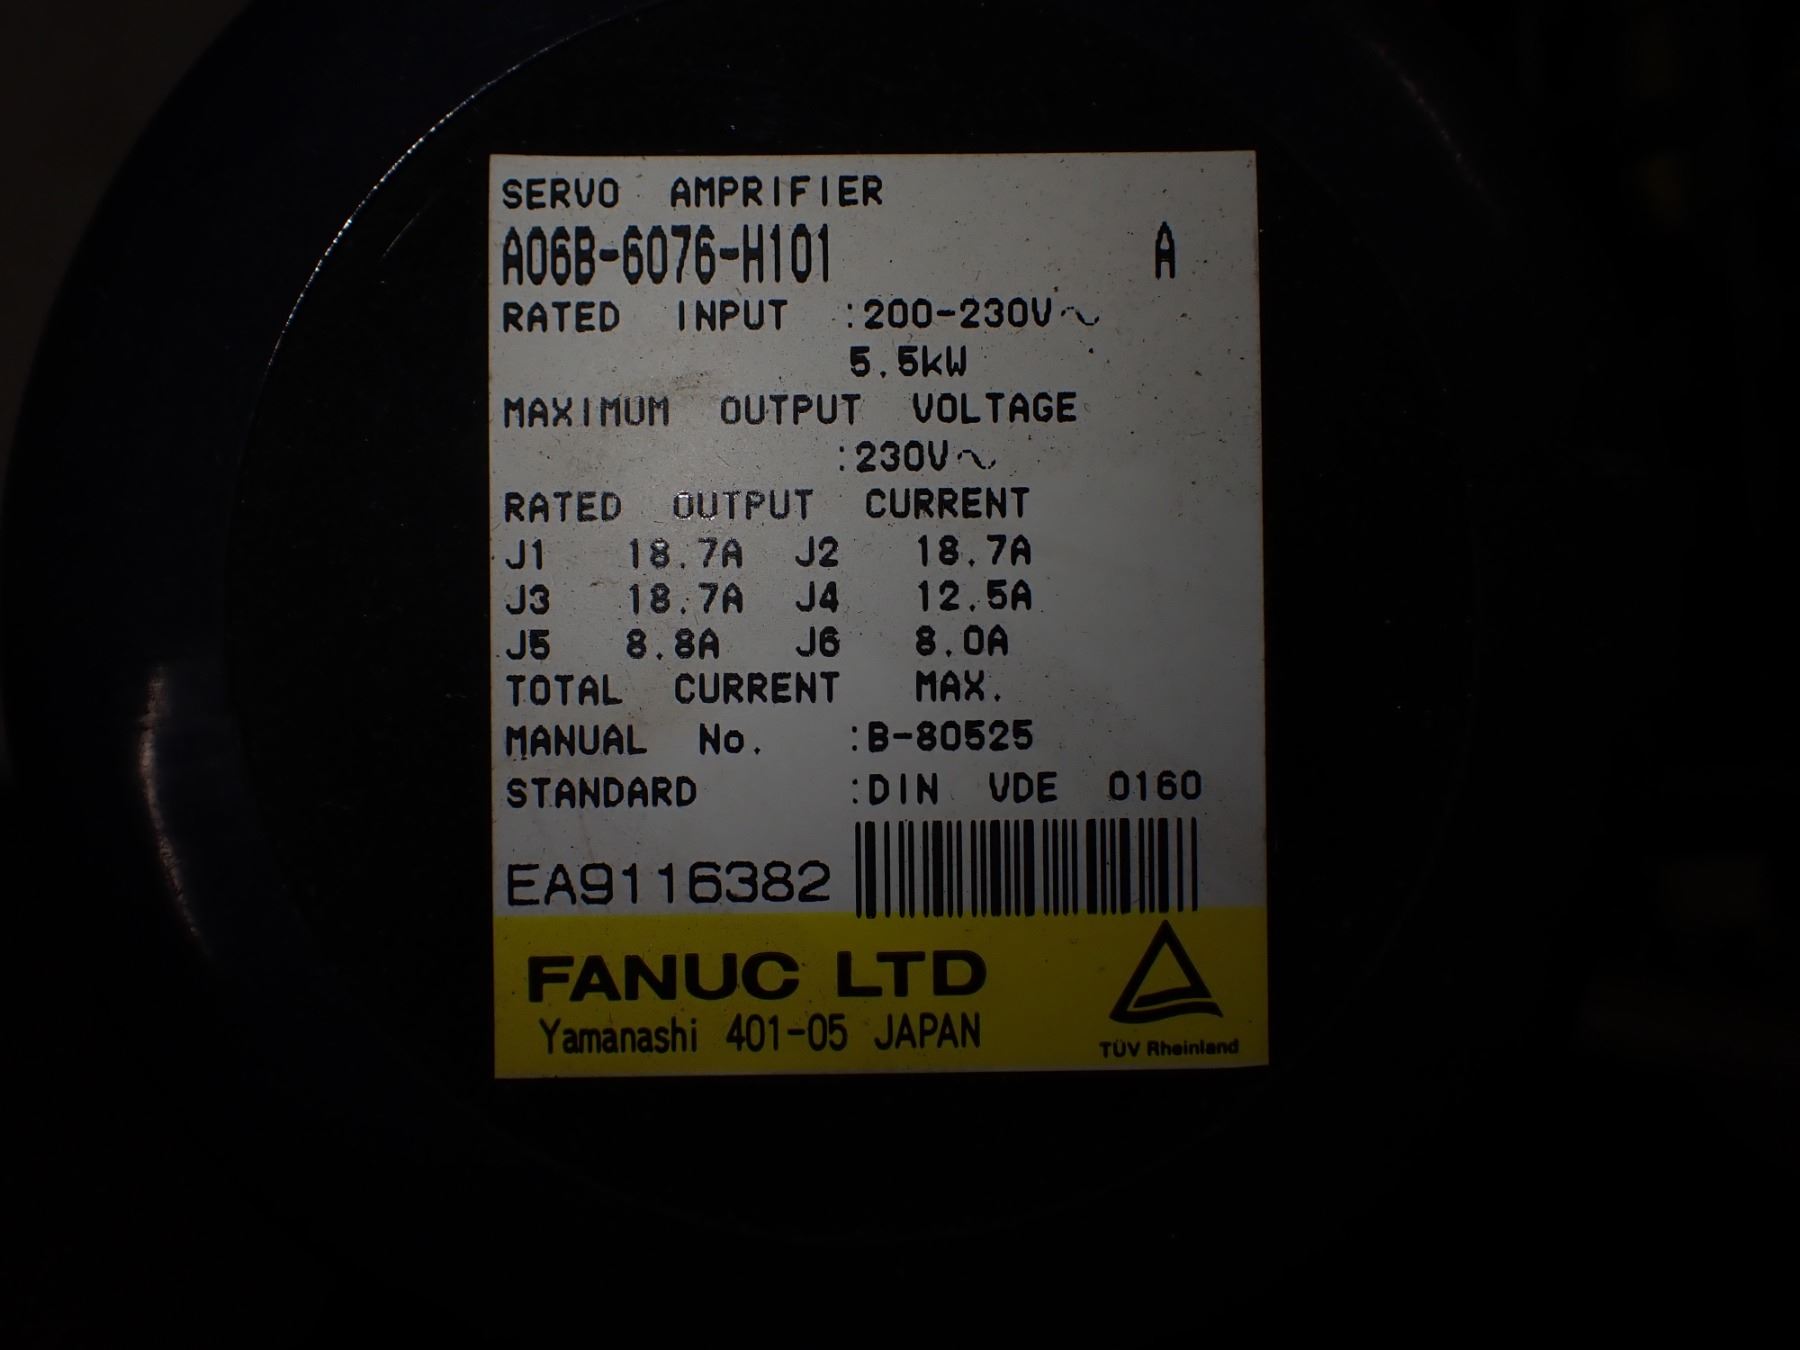 SERVO AMPRIFIER
A06B-6076-H101 A
RATED INPUT :200-230V~
5.5kW
MAXIMUM OUTPUT VOLTAGE
:230V~
RATED OUTPUT CURRENT
J1 18.7A J2 18.7A
J3 18.7A J4 12.5A
J5 8.8A J6 8.0A
TOTAL CURRENT MAX.
MANUAL No. :B-80525
STANDARD :DIN VDE 0160
EA9116382
FANUC LTD
Yamanashi 401-05 JAPAN
TÜV Rheinland